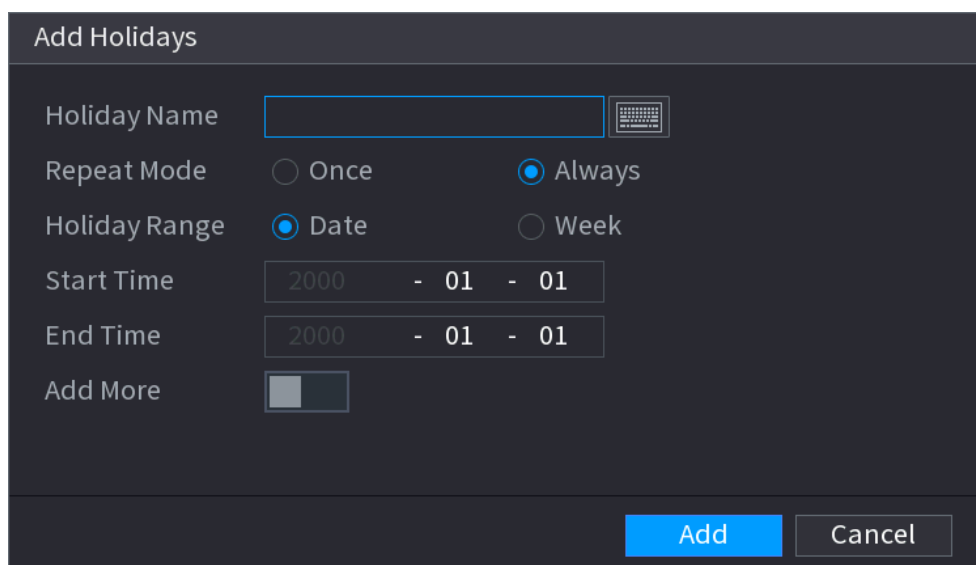 Add Holidays
Holiday Name
Repeat Mode Once Always
Holiday Range Date Week
Start Time 2000 - 01 - 01
End Time 2000 - 01 - 01
Add More
Add Cancel